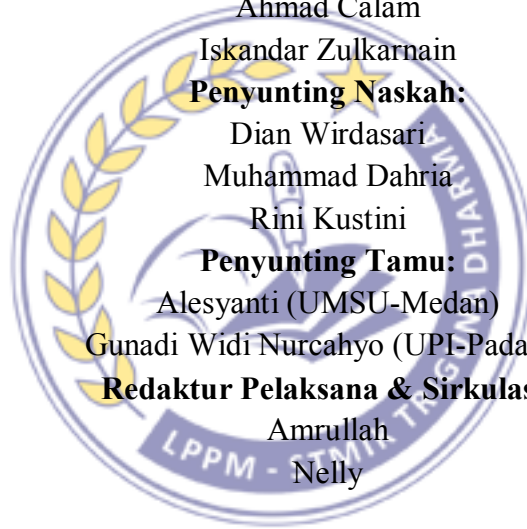 Ahmad Calam
Iskandar Zulkarnain
Penyunting Naskah:
Dian Wirdasari
Muhammad Dahria
Rini Kustini
Penyunting Tamu:
Alesyanti (UMSU-Medan)
Gunadi Widi Nurcahyo (UPI-Pada
Redaktur Pelaksana & Sirkulas
Amrullah
Nelly
LPPM - STMIK TRIGUNA DHARMA